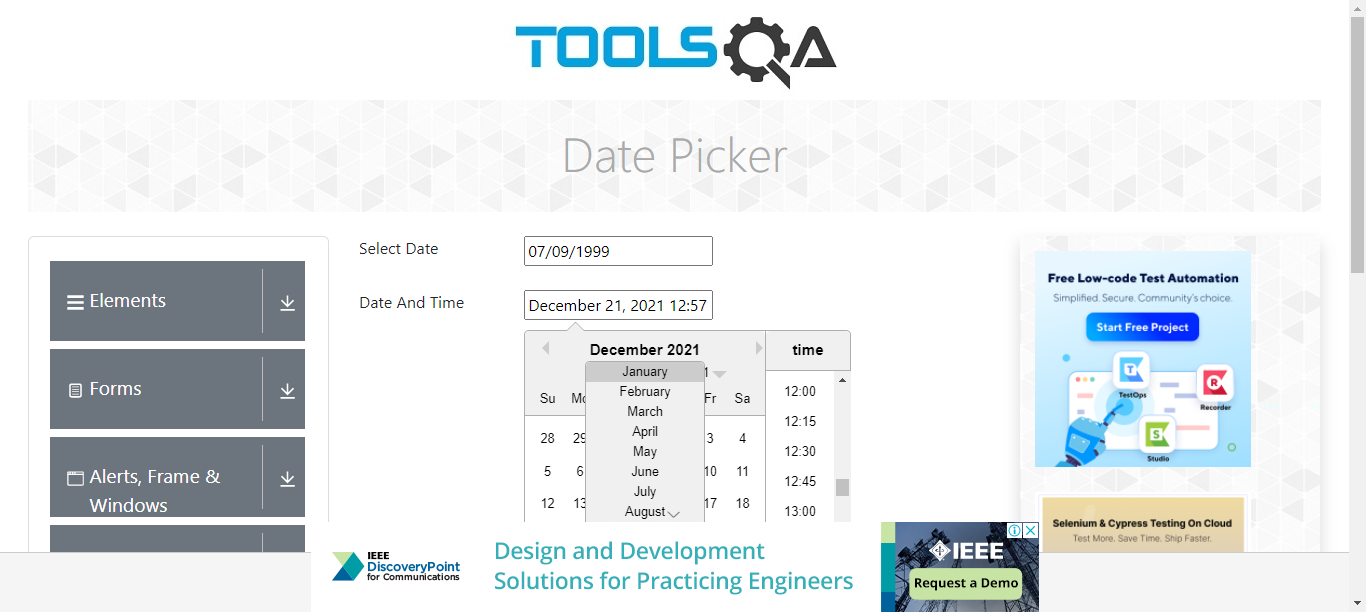 TOOLSQA
Date Picker
Elements
Forms
Alerts, Frame &
Windows
Select Date
07/09/1999
Date And Time
December 21, 2021 12:57
December 2021
time
January
February
March
April
May
June
July
August
1
Su Fr Sa
28 29 3 4
5 6 10 11
12 13 17 18
12:00
12:15
12:30
12:45
13:00
Free Low-code Test Automation
Simplified. Secure. Community's choice.
Start Free Project
TestOps
Recorder
Studio
Selenium & Cypress Testing On Cloud
Test More. Save Time. Ship Faster.
IEEE
DiscoveryPoint
for Communications
Design and Development
Solutions for Practicing Engineers
IEEE
Request a Demo